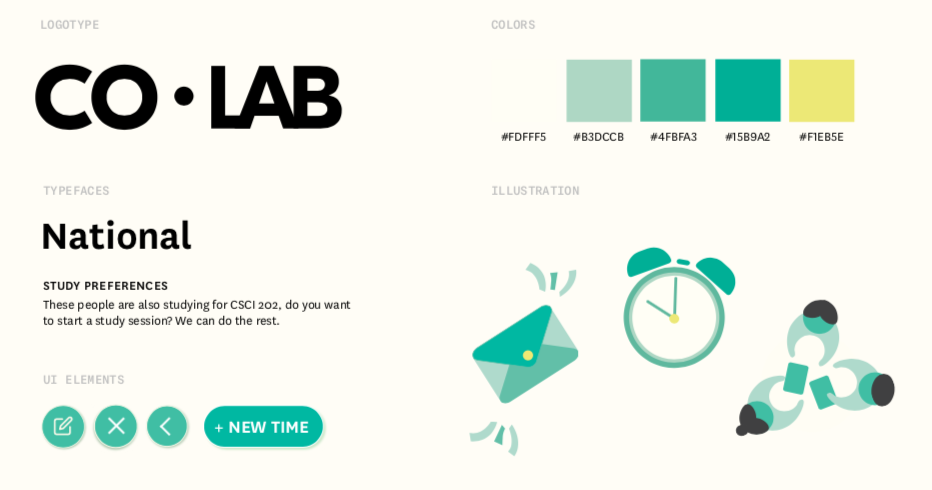 LOGOTYPE
CO•LAB
COLORS
#FDFFF5 #B3DCCB #4FBFA3 #15B9A2 #F1EB5E
TYPEFACES
National
STUDY PREFERENCES
These people are also studying for CSCI 202, do you want
to start a study session? We can do the rest.
UI ELEMENTS
+ NEW TIME
ILLUSTRATION